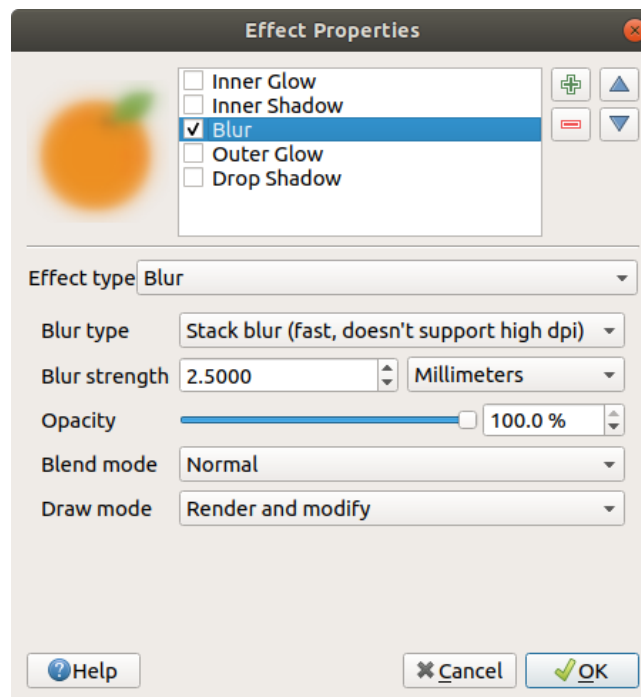 Effect Properties
Inner Glow
Inner Shadow
Blur
Outer Glow
Drop Shadow
Effect type Blur
Blur type Stack blur (fast, doesn't support high dpi)
Blur strength 2.5000 Millimeters
Opacity 100.0 %
Blend mode Normal
Draw mode Render and modify
Help Cancel OK